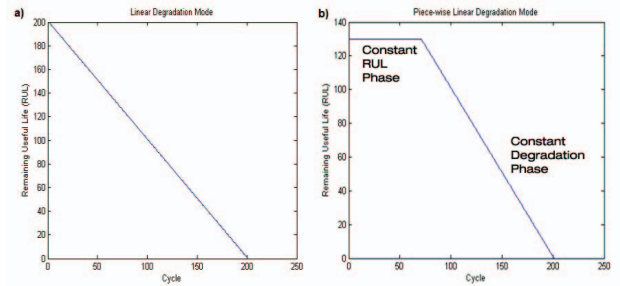 a)
Linear Degradation Mode
200
180
160
140
120
100
80
60
40
20
0
Remaining Useful Life (RUL)
0 50 100 150 200 250
Cycle
b)
Piece-wise Linear Degradation Mode
140
120
100
80
60
40
20
0
Remaining Useful Life (RUL)
Constant
RUL
Phase
Constant
Degradation
Phase
0 50 100 150 200 250
Cycle